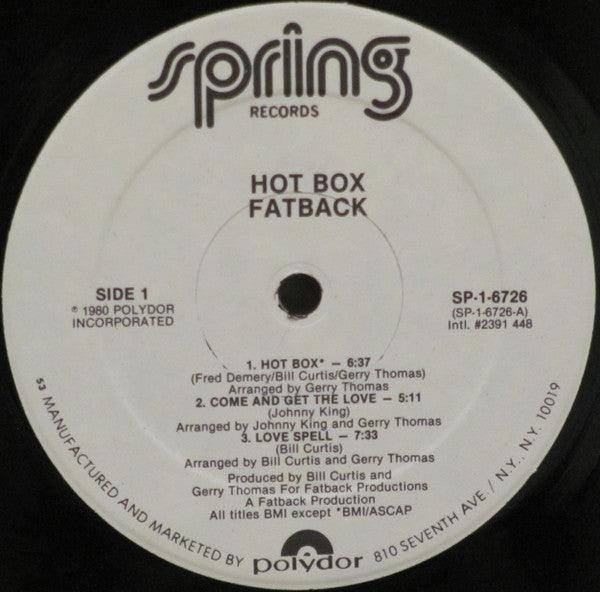 spring
RECORDS
HOT BOX
FATBACK
SIDE 1
℗ 1980 POLYDOR
INCORPORATED
SP-1-6726
(SP-1-6726-A)
Intl. #2391 448
1. HOT BOX* — 6:37
(Fred Demery/Bill Curtis/Gerry Thomas)
Arranged by Gerry Thomas
2. COME AND GET THE LOVE — 5:11
(Johnny King)
Arranged by Johnny King and Gerry Thomas
3. LOVE SPELL — 7:33
(Bill Curtis)
Arranged by Bill Curtis and Gerry Thomas
Produced by Bill Curtis and
Gerry Thomas For Fatback Productions
A Fatback Production
All titles BMI except *BMI/ASCAP
53 MANUFACTURED AND MARKETED BY polydor 810 SEVENTH AVE / N.Y., N.Y. 10019